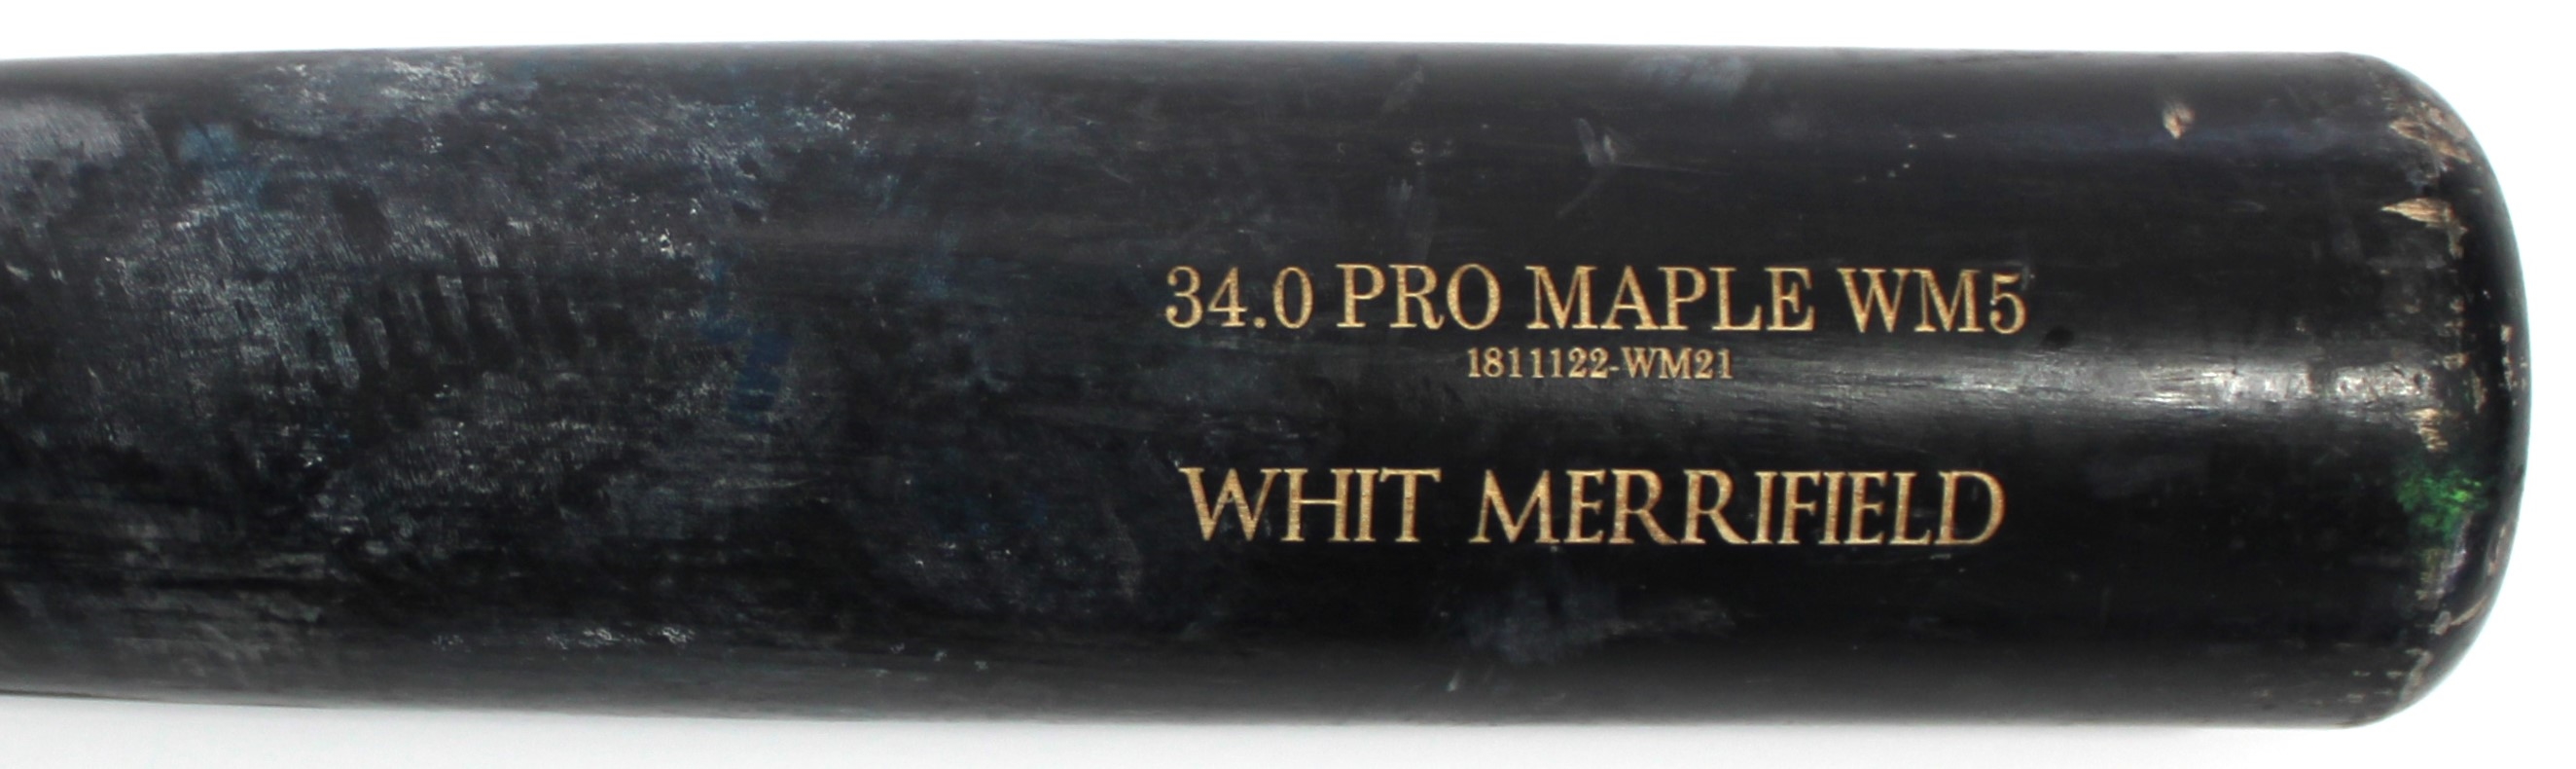 34.0 PRO MAPLE WM5
1811122-WM21
WHIT MERRIFIELD